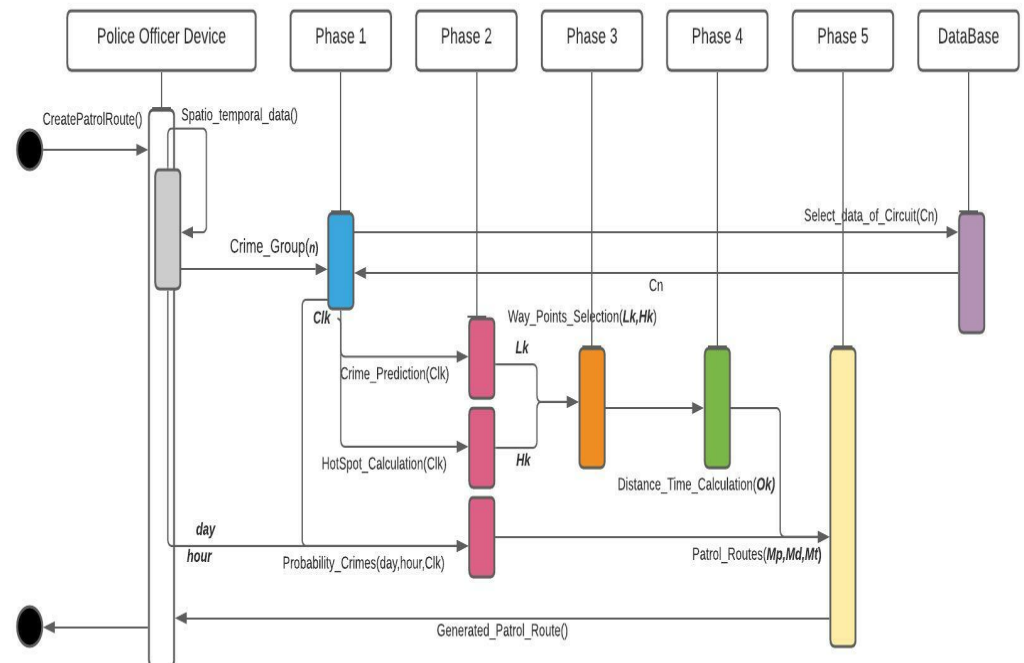 Police Officer Device
Phase 1
Phase 2
Phase 3
Phase 4
Phase 5
DataBase
CreatePatrolRoute()
Spatio_temporal_data()
Select_data_of_Circuit(Cn)
Crime_Group(n)
Cn
Clk
Way_Points_Selection(Lk,Hk)
Lk
Crime_Prediction(Clk)
HotSpot_Calculation(Clk)
Hk
Distance_Time_Calculation(Ok)
day
hour
Probability_Crimes(day,hour,Clk)
Patrol_Routes(Mp,Md,Mt)
Generated_Patrol_Route()